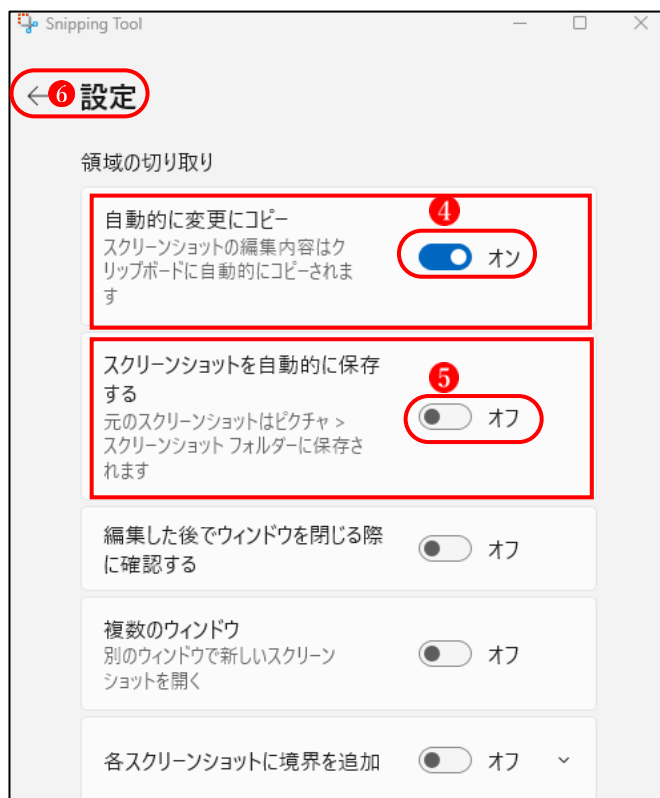 Snipping Tool
6 設定
領域の切り取り
自動的に変更にコピー
4
スクリーンショットの編集内容はク
リップボードに自動的にコピーされま
す
オン
スクリーンショットを自動的に保存
する
5
元のスクリーンショットはピクチャ >
スクリーンショット フォルダーに保存さ
れます
オフ
編集した後でウィンドウを閉じる際
に確認する
オフ
複数のウィンドウ
別のウィンドウで新しいスクリーン
ショットを開く
オフ
各スクリーンショットに境界を追加
オフ